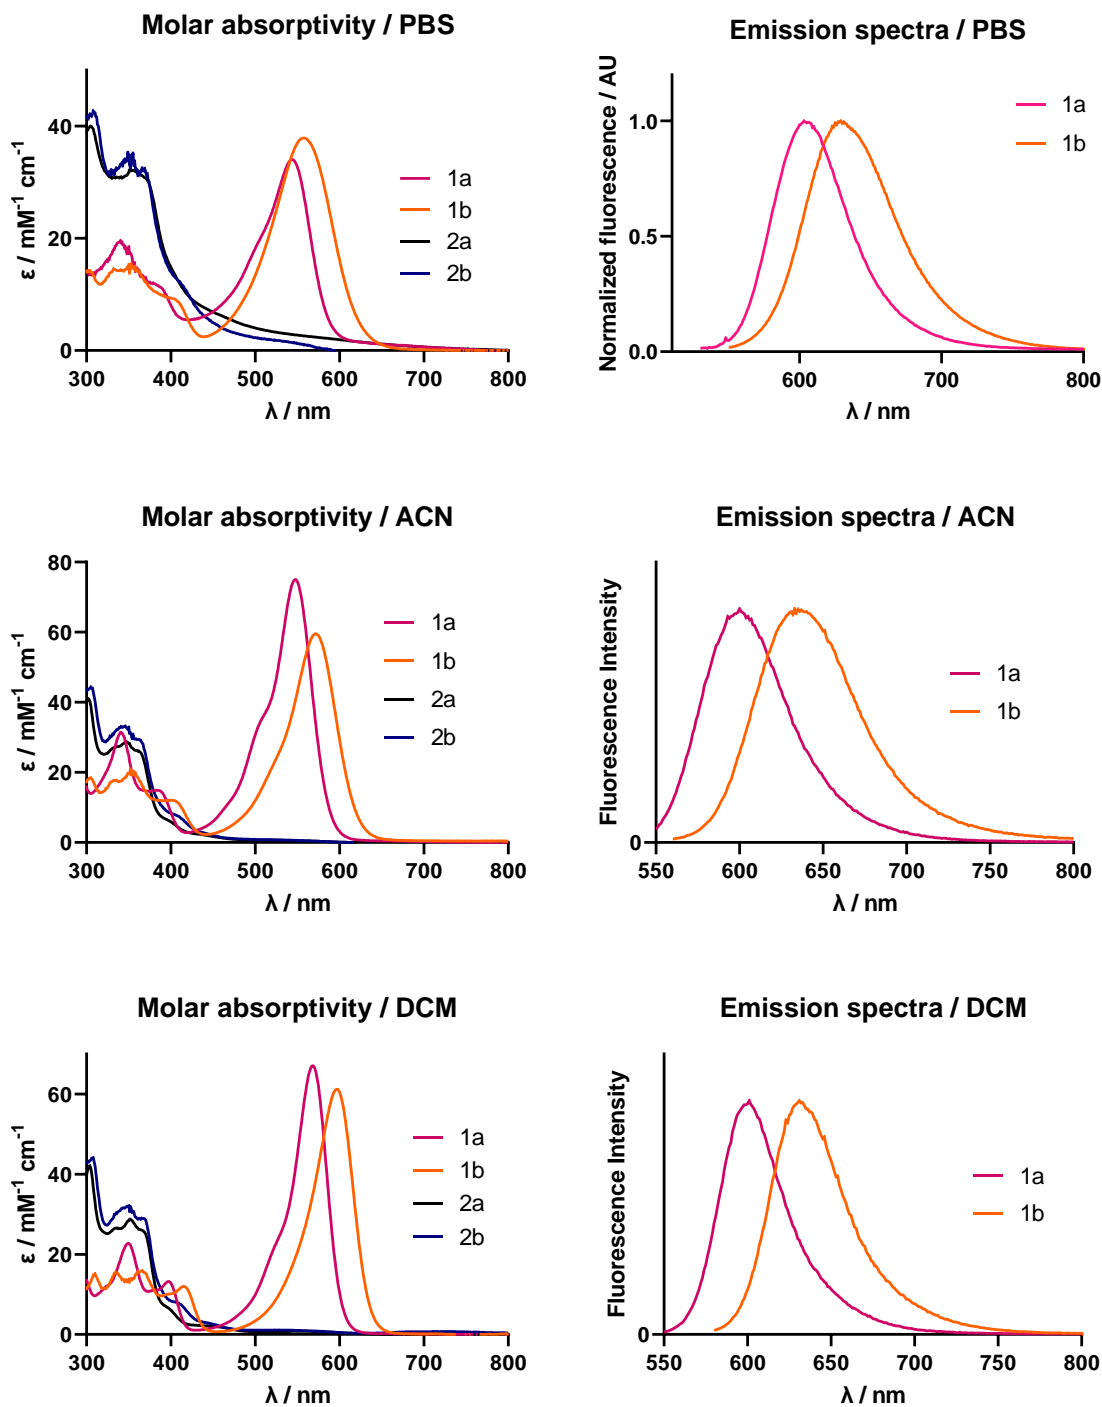 Molar absorptivity / PBS
ε / mM⁻¹ cm⁻¹
40
20
0
300 400 500 600 700 800
λ / nm
1a
1b
2a
2b
Emission spectra / PBS
Normalized fluorescence / AU
1.0
0.5
0.0
600 700 800
λ / nm
1a
1b
Molar absorptivity / ACN
ε / mM⁻¹ cm⁻¹
80
60
40
20
0
300 400 500 600 700 800
λ / nm
1a
1b
2a
2b
Emission spectra / ACN
Fluorescence Intensity
0
550 600 650 700 750 800
λ / nm
1a
1b
Molar absorptivity / DCM
ε / mM⁻¹ cm⁻¹
60
40
20
0
300 400 500 600 700 800
λ / nm
1a
1b
2a
2b
Emission spectra / DCM
Fluorescence Intensity
0
550 600 650 700 750 800
λ / nm
1a
1b